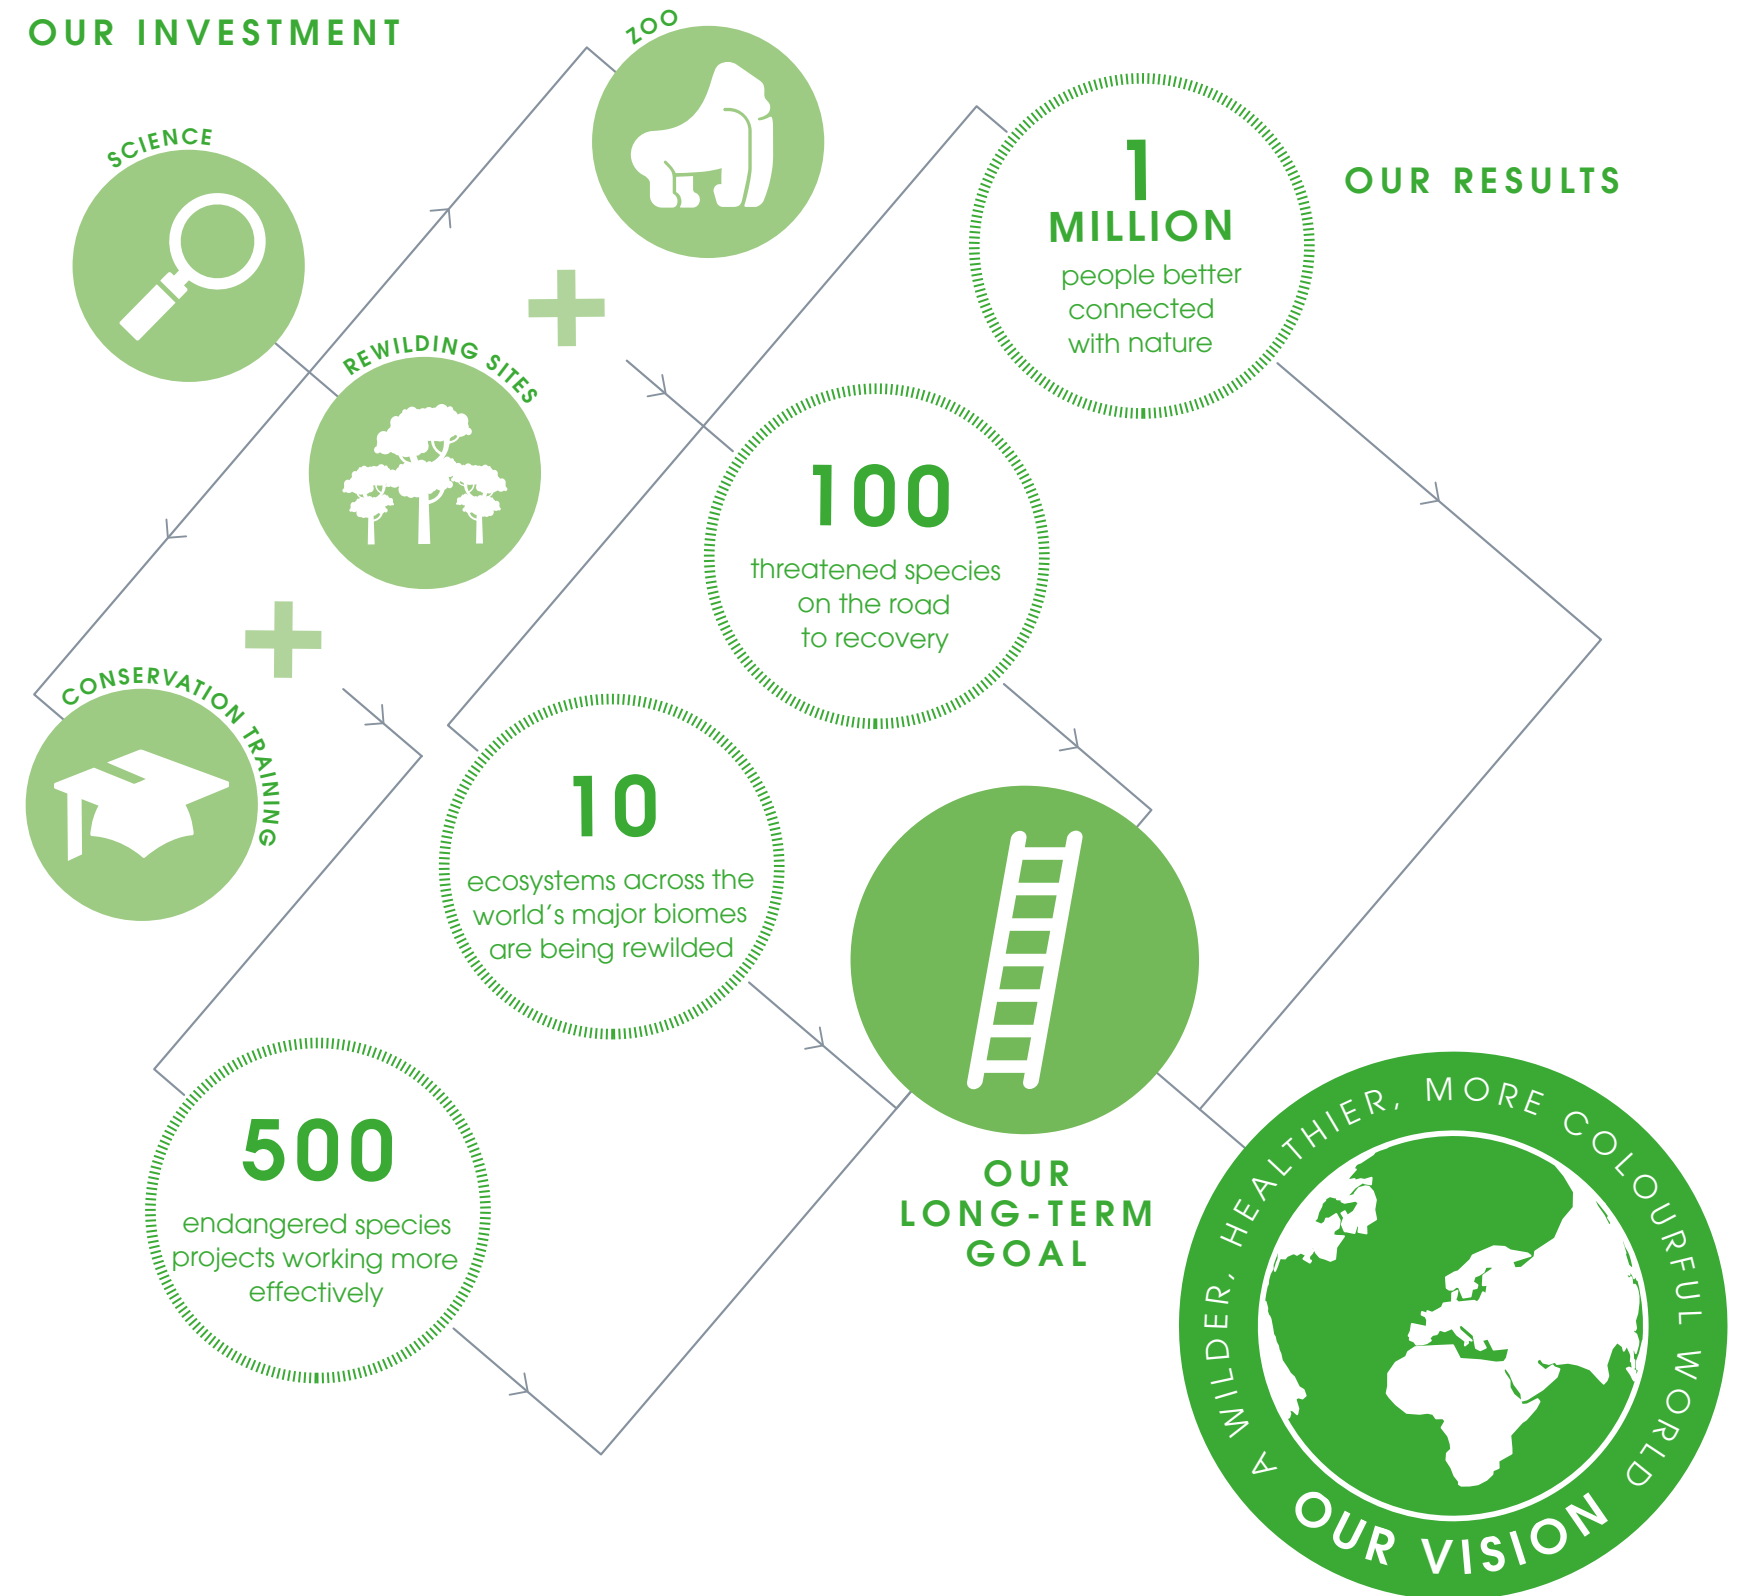 OUR INVESTMENT
ZOO
SCIENCE
REWILDING SITES
CONSERVATION TRAINING
OUR RESULTS
1
MILLION
people better
connected
with nature
100
threatened species
on the road
to recovery
10
ecosystems across the
world’s major biomes
are being rewilded
500
endangered species
projects working more
effectively
OUR
LONG-TERM
GOAL
A WILDER, HEALTHIER, MORE COLOURFUL WORLD
OUR VISION